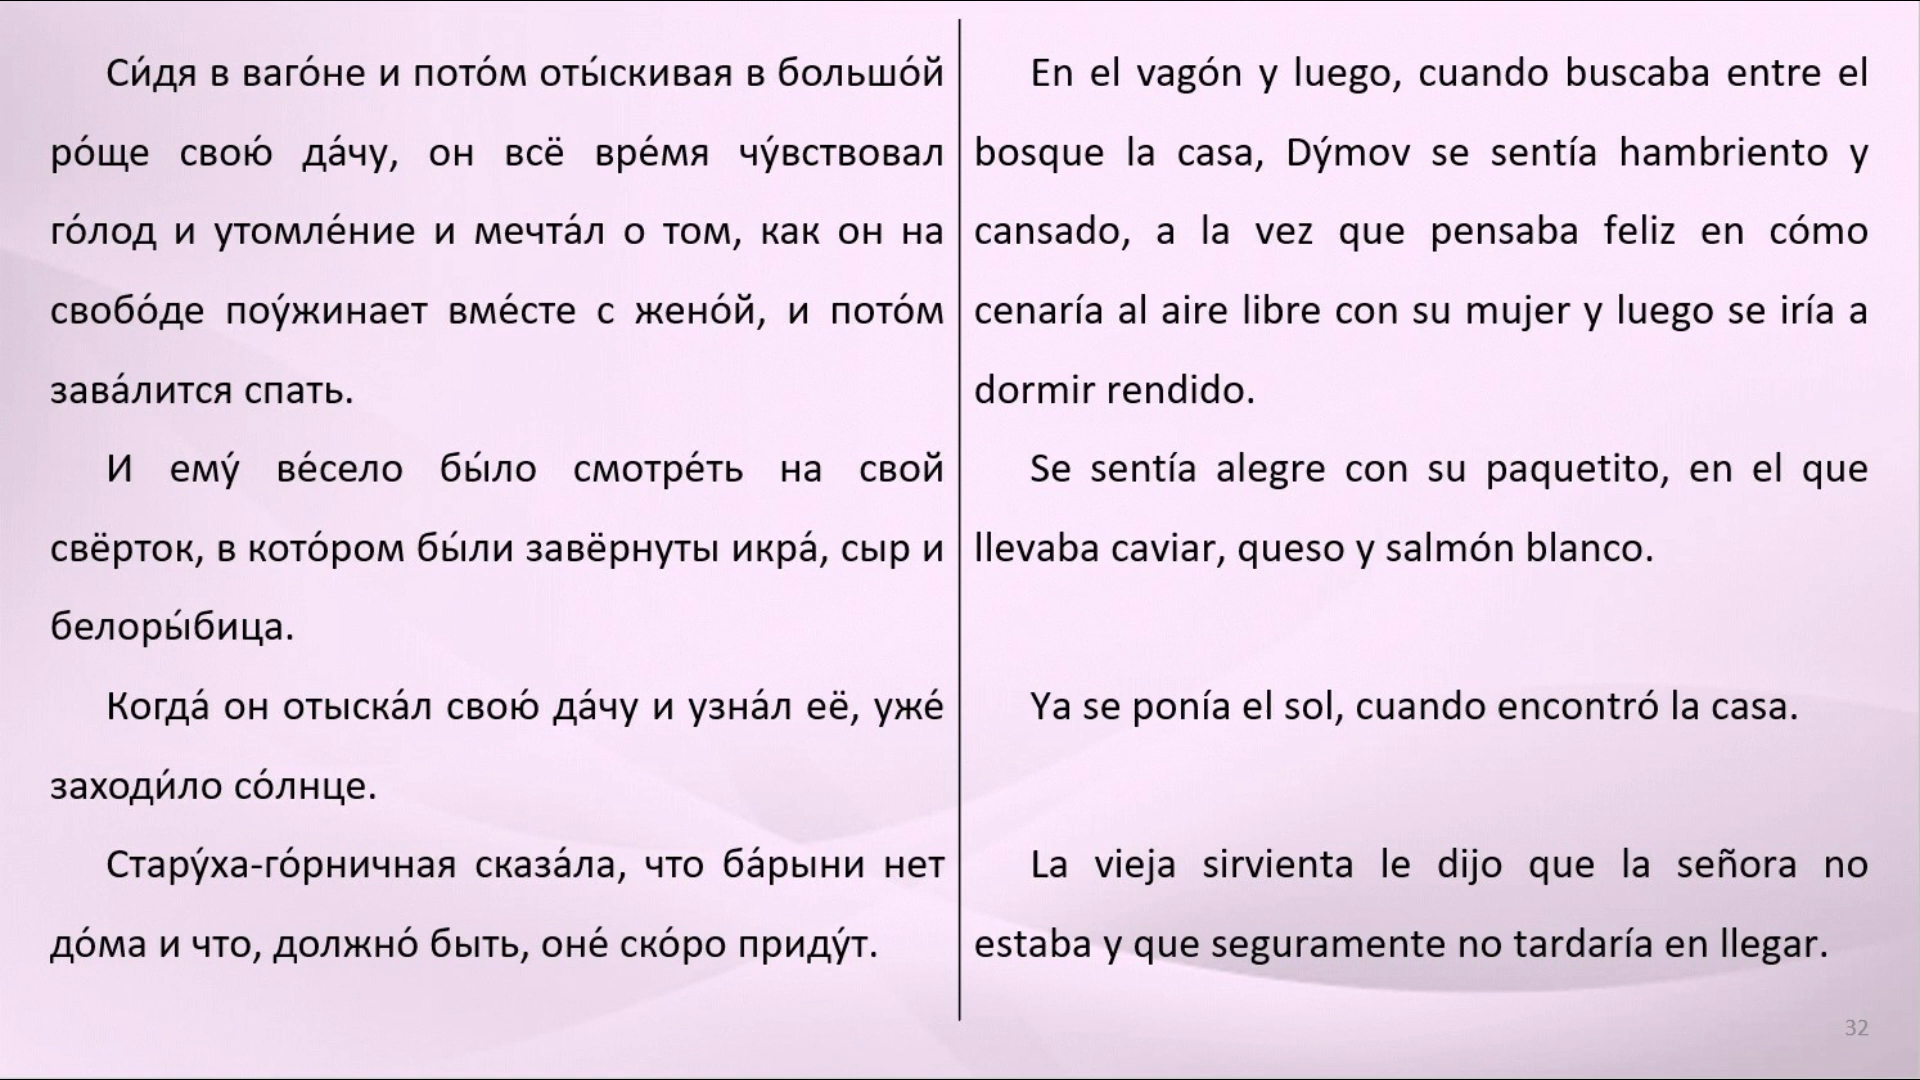 Си́дя в ваго́не и пото́м оты́скивая в большо́й
ро́ще свою́ да́чу, он всё вре́мя чу́вствовал
го́лод и утомле́ние и мечта́л о том, как он на
свобо́де поу́жинает вме́сте с жено́й, и пото́м
зава́лится спать.
И ему́ ве́село бы́ло смотре́ть на свой
свёрток, в кото́ром бы́ли завёрнуты икра́, сыр и
белоры́бица.
Когда́ он отыска́л свою́ да́чу и узна́л её, уже́
заходи́ло со́лнце.
Стару́ха-го́рничная сказа́ла, что ба́рыни нет
до́ма и что, должно́ быть, оне́ ско́ро приду́т.
En el vagón y luego, cuando buscaba entre el
bosque la casa, Dýmov se sentía hambriento y
cansado, a la vez que pensaba feliz en cómo
cenaría al aire libre con su mujer y luego se iría a
dormir rendido.
Se sentía alegre con su paquetito, en el que
llevaba caviar, queso y salmón blanco.
Ya se ponía el sol, cuando encontró la casa.
La vieja sirvienta le dijo que la señora no
estaba y que seguramente no tardaría en llegar.
32